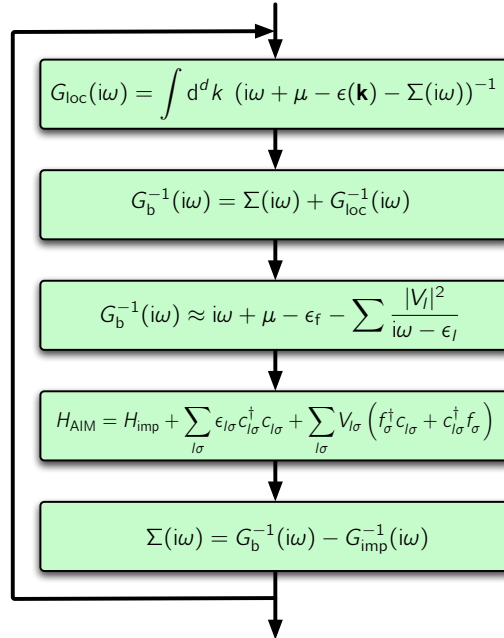 G_loc(iω) = ∫ d^d k (iω + μ − ϵ(𝐤) − Σ(iω))^−1
G_b^−1(iω) = Σ(iω) + G_loc^−1(iω)
G_b^−1(iω) ≈ iω + μ − ϵ_f − ∑ |V_l|^2 / (iω − ϵ_l)
H_AIM = H_imp + ∑_lσ ϵ_lσ c_lσ^† c_lσ + ∑_lσ V_lσ (f_σ^† c_lσ + c_lσ^† f_σ)
Σ(iω) = G_b^−1(iω) − G_imp^−1(iω)